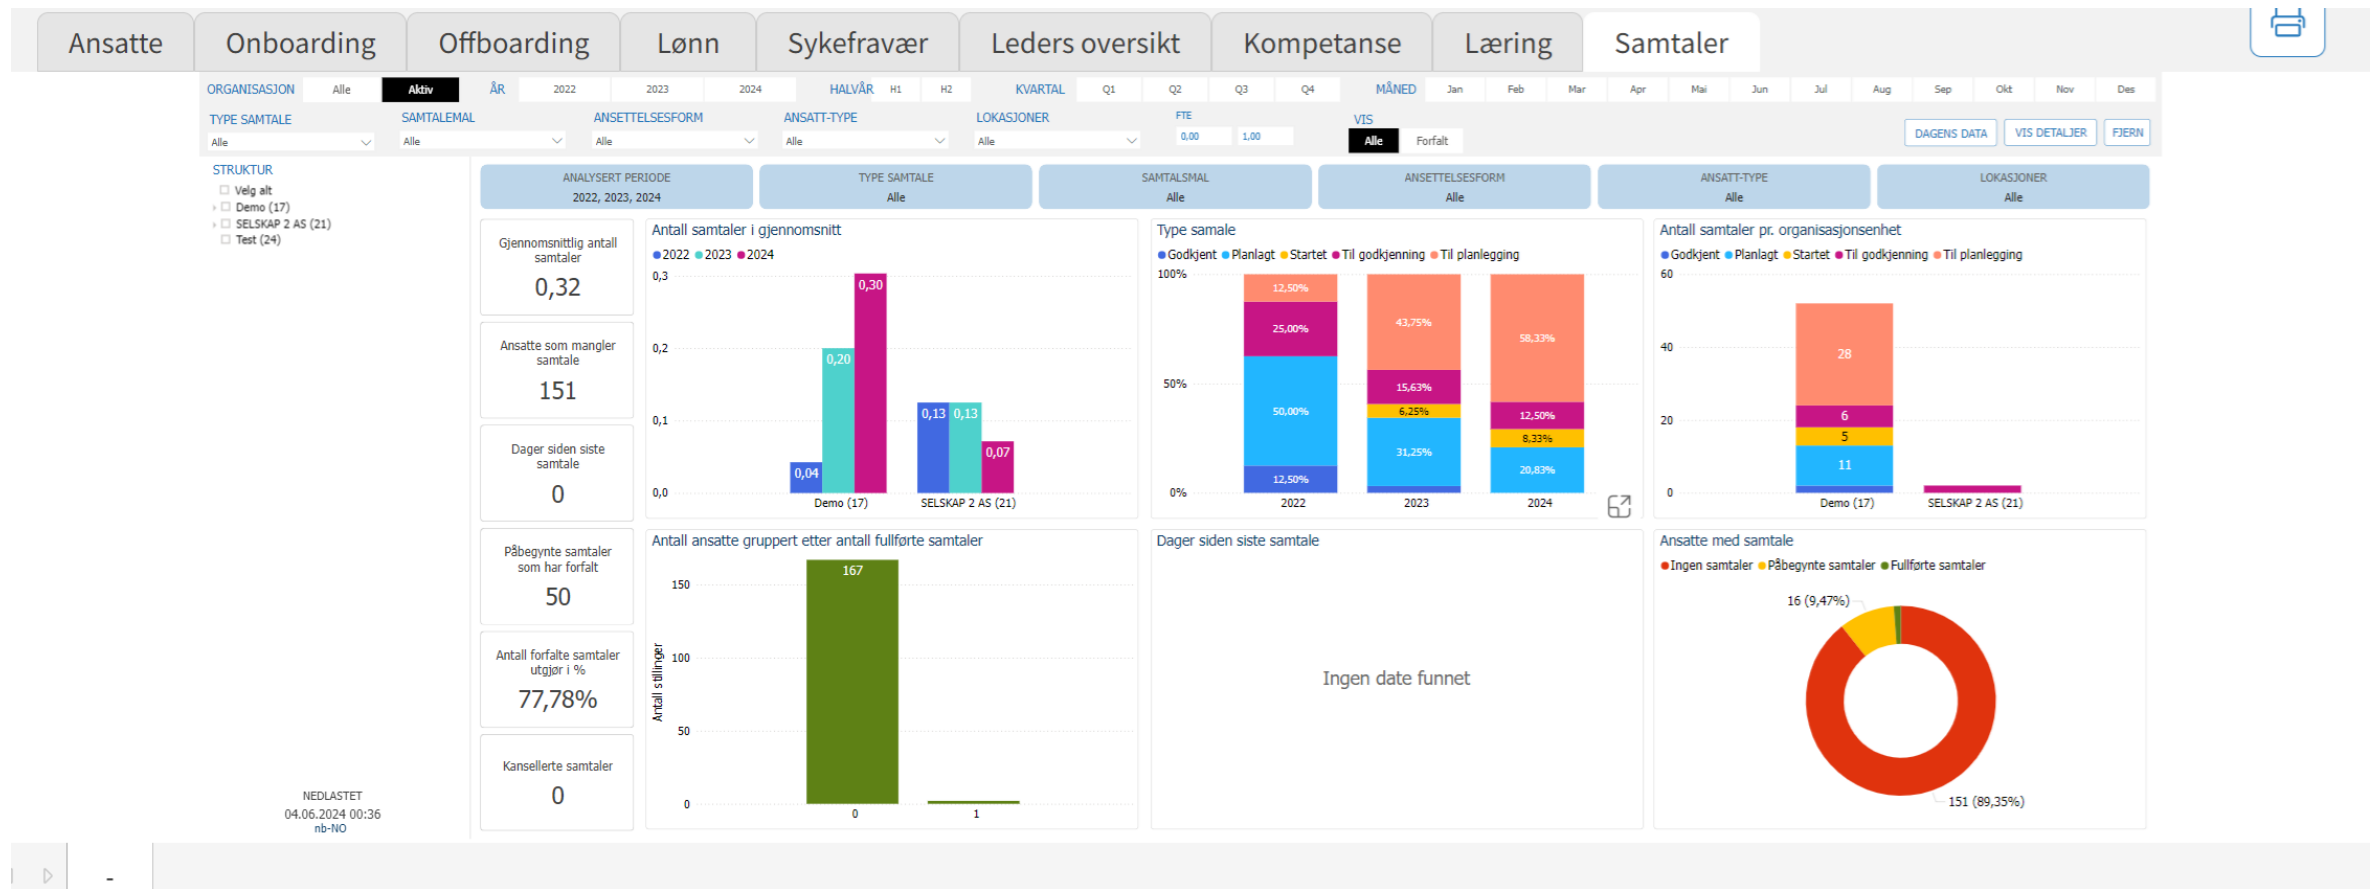 Ansatte
Onboarding
Offboarding
Lønn
Sykefravær
Leders oversikt
Kompetanse
Læring
Samtaler
ORGANISASJON Alle Aktiv ÅR 2022 2023 2024 HALVÅR H1 H2 KVARTAL Q1 Q2 Q3 Q4 MÅNED Jan Feb Mar Apr Mai Jun Jul Aug Sep Okt Nov Des
TYPE SAMTALE SAMTALEMAL ANSETTELSESFORM ANSATT-TYPE LOKASJONER FTE VIS
Alle Alle Alle Alle Alle 0,00 1,00 Alle Forfalt DAGENS DATA VIS DETALJER FJERN
STRUKTUR
Velg alt
Demo (17)
SELSKAP 2 AS (21)
Test (24)
NEDLASTET
04.06.2024 00:36
nb-NO
ANALYSERT PERIODE
2022, 2023, 2024
TYPE SAMTALE
Alle
SAMTALSMAL
Alle
ANSETTELSESFORM
Alle
ANSATT-TYPE
Alle
LOKASJONER
Alle
Gjennomsnittlig antall
samtaler
0,32
Ansatte som mangler
samtale
151
Dager siden siste
samtale
0
Påbegynte samtaler
som har forfalt
50
Antall forfalte samtaler
utgjør i %
77,78%
Kansellerte samtaler
0
Antall samtaler i gjennomsnitt
2022 2023 2024
0,3
0,2
0,1
0,0
0,04
0,20
0,30
0,13
0,13
0,07
Demo (17)
SELSKAP 2 AS (21)
Type samale
Godkjent Planlagt Startet Til godkjenning Til planlegging
100%
50%
0%
12,50%
25,00%
50,00%
12,50%
43,75%
15,63%
6,25%
31,25%
58,33%
12,50%
8,33%
20,83%
2022
2023
2024
Antall samtaler pr. organisasjonsenhet
Godkjent Planlagt Startet Til godkjenning Til planlegging
60
40
20
0
28
6
5
11
Demo (17)
SELSKAP 2 AS (21)
Antall ansatte gruppert etter antall fullførte samtaler
Antall stillinger
150
100
50
0
167
0
1
Dager siden siste samtale
Ingen date funnet
Ansatte med samtale
Ingen samtaler Påbegynte samtaler Fullførte samtaler
16 (9,47%)
151 (89,35%)
-